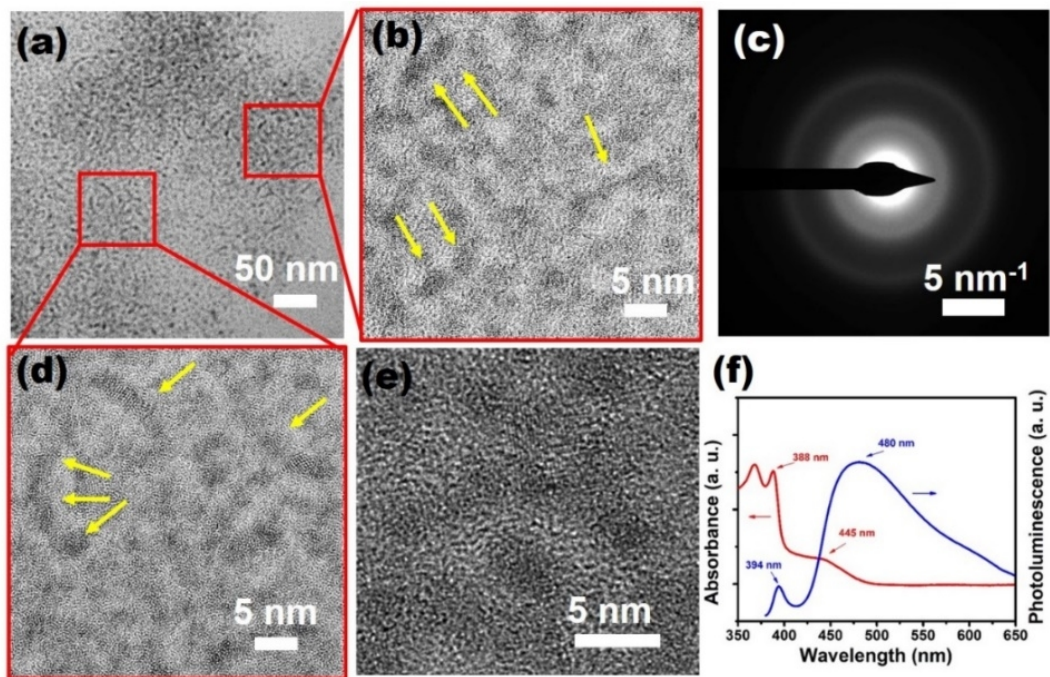 (a)
50 nm
(b)
5 nm
(c)
5 nm-1
(d)
5 nm
(e)
5 nm
(f)
Absorbance (a. u.)
388 nm
480 nm
445 nm
394 nm
Photoluminescence (a. u.)
350 400 450 500 550 600 650
Wavelength (nm)